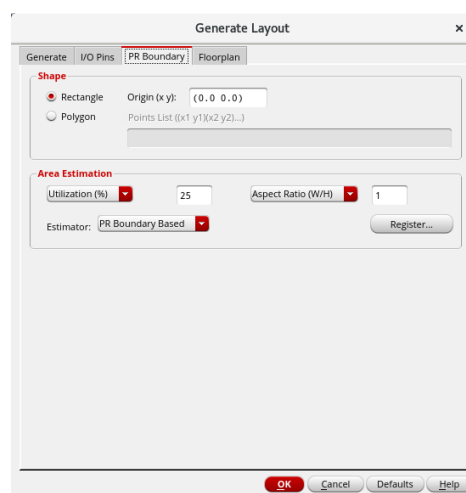 Generate Layout ×
Generate I/O Pins PR Boundary Floorplan
Shape
Rectangle Origin (x y): (0.0 0.0)
Polygon Points List ((x1 y1)(x2 y2)...)
Area Estimation
Utilization (%) 25 Aspect Ratio (W/H) 1
Estimator: PR Boundary Based Register...
OK Cancel Defaults Help